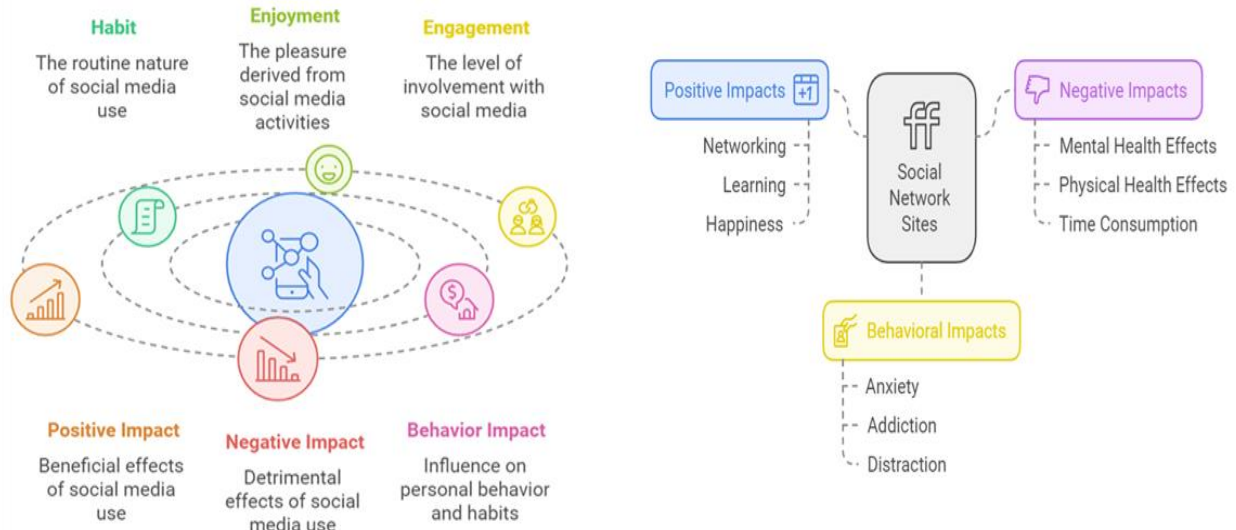 Habit
The routine nature
of social media
use
Enjoyment
The pleasure
derived from
social media
activities
Engagement
The level of
involvement with
social media
$
Positive Impact
Beneficial effects
of social media
use
Negative Impact
Detrimental
effects of social
media use
Behavior Impact
Influence on
personal behavior
and habits
Positive Impacts
+1
Networking
Learning
Happiness
ff
Social
Network
Sites
Negative Impacts
Mental Health Effects
Physical Health Effects
Time Consumption
Behavioral Impacts
Anxiety
Addiction
Distraction